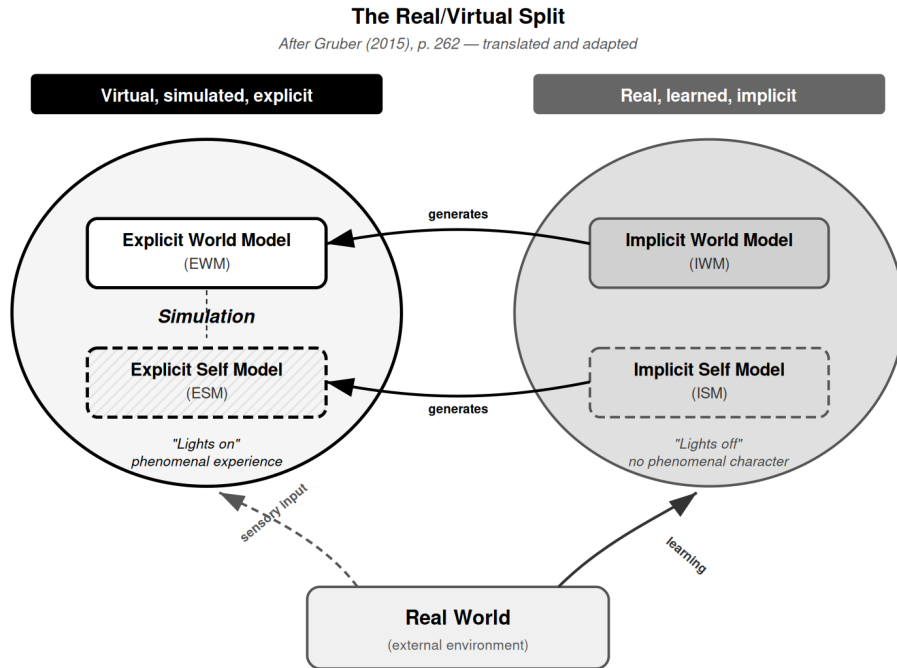 The Real/Virtual Split
After Gruber (2015), p. 262 — translated and adapted
Virtual, simulated, explicit
Real, learned, implicit
generates
Explicit World Model
(EWM)
Implicit World Model
(IWM)
Simulation
Explicit Self Model
(ESM)
Implicit Self Model
(ISM)
generates
"Lights on"
phenomenal experience
"Lights off"
no phenomenal character
sensory input
learning
Real World
(external environment)